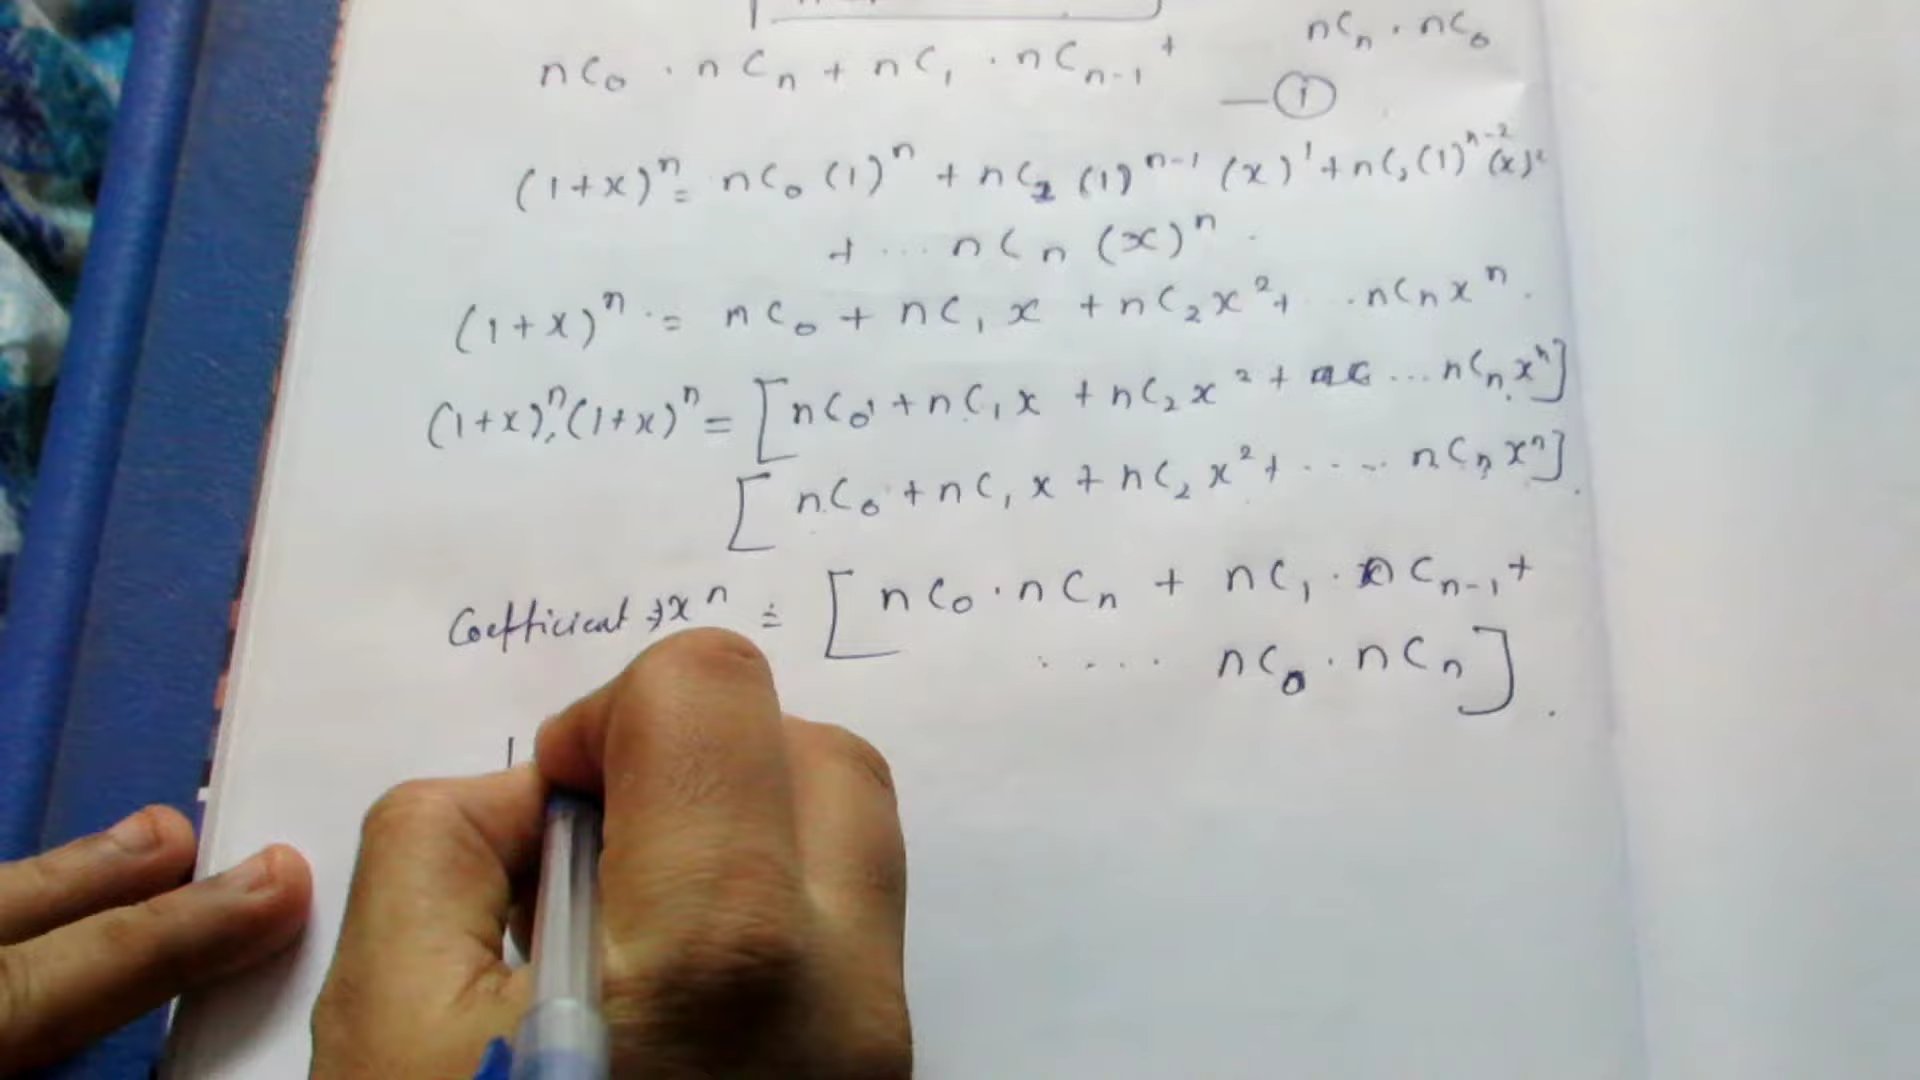 nC₀ · nCₙ + nC₁ · nCₙ₋₁ + nCₙ · nC₀
— ①
(1+x)ⁿ = nC₀ (1)ⁿ + nC₂ (1)ⁿ⁻¹ (x)¹ + nC₂ (1)ⁿ⁻² (x)²
+ ... nCₙ (x)ⁿ .
(1+x)ⁿ = nC₀ + nC₁ x + nC₂ x² + .. nCₙ xⁿ .
(1+x)ⁿ . (1+x)ⁿ = [nC₀ + nC₁ x + nC₂ x² + ... nCₙ xⁿ]
[nC₀ + nC₁ x + nC₂ x² + ..... nCₙ xⁿ] .
Coefficient of xⁿ = [nC₀ · nCₙ + nC₁ · nCₙ₋₁ +
.... nC₀ · nCₙ] .